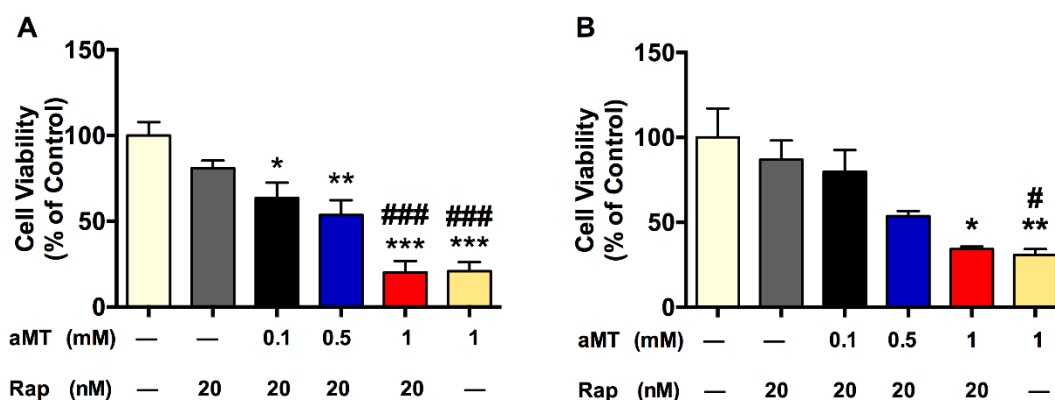 A
Cell Viability
(% of Control)
150
100
50
0
* ** ### *** ### ***
aMT (mM) — — 0.1 0.5 1 1
Rap (nM) — 20 20 20 20 —
B
Cell Viability
(% of Control)
150
100
50
0
* # **
aMT (mM) — — 0.1 0.5 1 1
Rap (nM) — 20 20 20 20 —